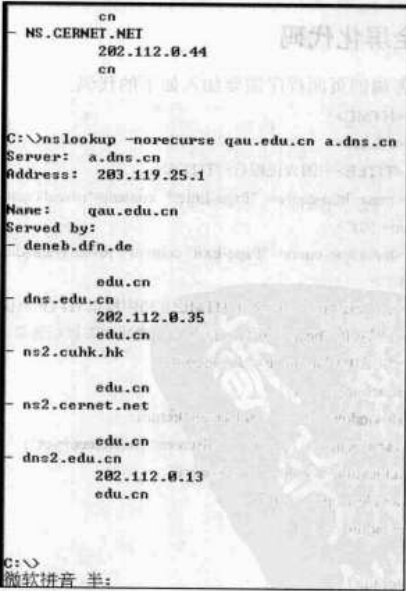 cn
- NS.CERNET.NET
202.112.0.44
cn
C:\>nslookup -norecurse qau.edu.cn a.dns.cn
Server: a.dns.cn
Address: 203.119.25.1
Name: qau.edu.cn
Served by:
- deneb.dfn.de
edu.cn
- dns.edu.cn
202.112.0.35
edu.cn
- ns2.cuhk.hk
edu.cn
- ns2.cernet.net
edu.cn
- dns2.edu.cn
202.112.0.13
edu.cn
C:\>
微软拼音 半: